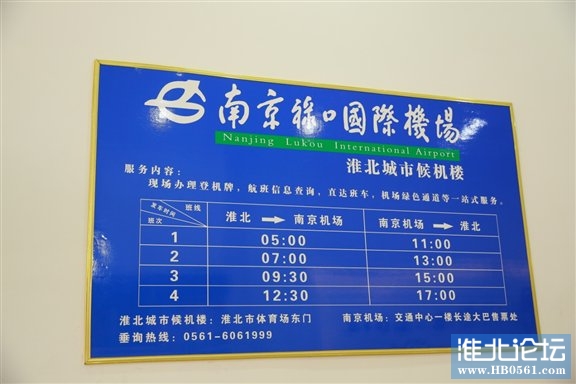 南京禄口國際機場
Nanjing Lukou International Airport
淮北城市候机楼
服务内容：
现场办理登机牌，航班信息查询，直达班车，机场绿色通道等一站式服务。
发车时间 班线 班次 淮北 → 南京机场 南京机场 → 淮北
1 05:00 11:00
2 07:00 13:00
3 09:30 15:00
4 12:30 17:00
淮北城市候机楼：淮北市体育场东门 南京机场：交通中心一楼长途大巴售票处
垂询热线：0561-6061999
淮北论坛
www.HB0561.com